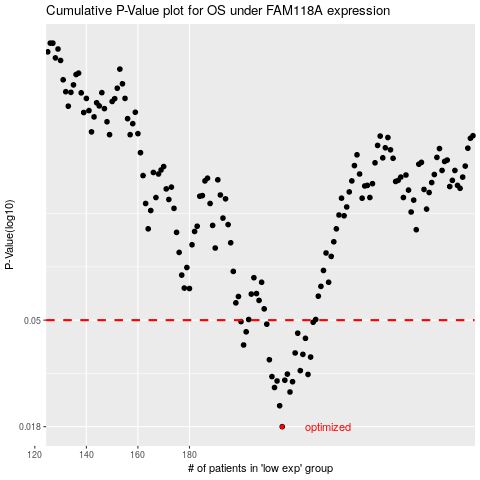 Cumulative P-Value plot for OS under FAM118A expression
P-Value(log10)
0.05
0.018
optimized
120 140 160 180
# of patients in 'low exp' group